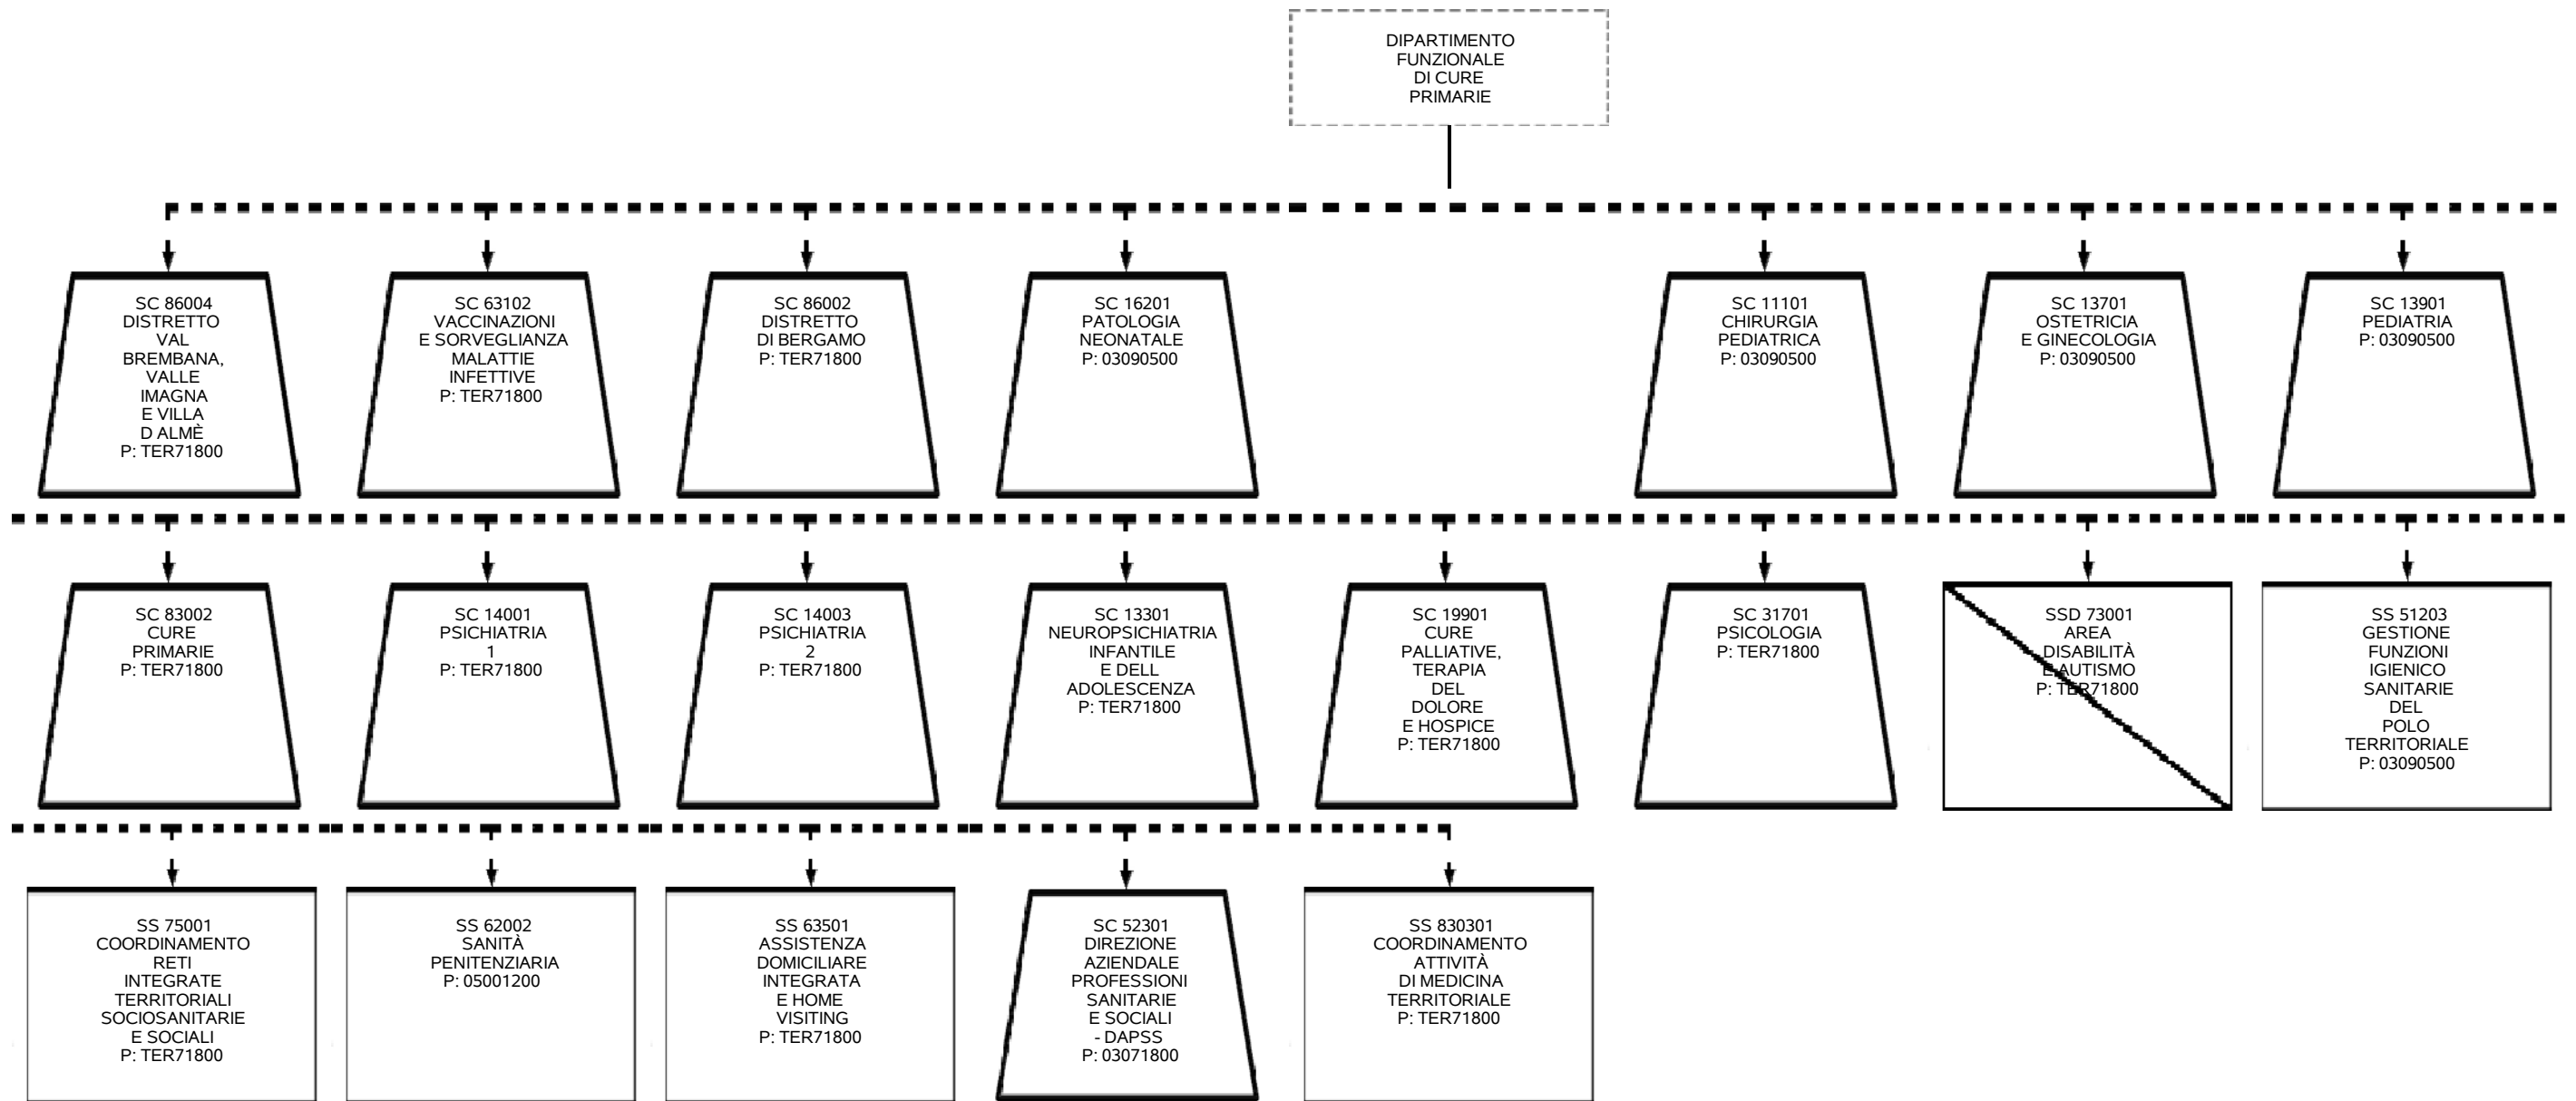 DIPARTIMENTO
FUNZIONALE
DI CURE
PRIMARIE
SC 86004
DISTRETTO
VAL
BREMBANA,
VALLE
IMAGNA
E VILLA
D ALMÈ
P: TER71800
SC 63102
VACCINAZIONI
E SORVEGLIANZA
MALATTIE
INFETTIVE
P: TER71800
SC 86002
DISTRETTO
DI BERGAMO
P: TER71800
SC 16201
PATOLOGIA
NEONATALE
P: 03090500
SC 11101
CHIRURGIA
PEDIATRICA
P: 03090500
SC 13701
OSTETRICIA
E GINECOLOGIA
P: 03090500
SC 13901
PEDIATRIA
P: 03090500
SC 83002
CURE
PRIMARIE
P: TER71800
SC 14001
PSICHIATRIA
1
P: TER71800
SC 14003
PSICHIATRIA
2
P: TER71800
SC 13301
NEUROPSICHIATRIA
INFANTILE
E DELL
ADOLESCENZA
P: TER71800
SC 19901
CURE
PALLIATIVE,
TERAPIA
DEL
DOLORE
E HOSPICE
P: TER71800
SC 31701
PSICOLOGIA
P: TER71800
SSD 73001
AREA
DISABILITÀ
E AUTISMO
P: TER71800
SS 51203
GESTIONE
FUNZIONI
IGIENICO
SANITARIE
DEL
POLO
TERRITORIALE
P: 03090500
SS 75001
COORDINAMENTO
RETI
INTEGRATE
TERRITORIALI
SOCIOSANITARIE
E SOCIALI
P: TER71800
SS 62002
SANITÀ
PENITENZIARIA
P: 05001200
SS 63501
ASSISTENZA
DOMICILIARE
INTEGRATA
E HOME
VISITING
P: TER71800
SC 52301
DIREZIONE
AZIENDALE
PROFESSIONI
SANITARIE
E SOCIALI
- DAPSS
P: 03071800
SS 830301
COORDINAMENTO
ATTIVITÀ
DI MEDICINA
TERRITORIALE
P: TER71800